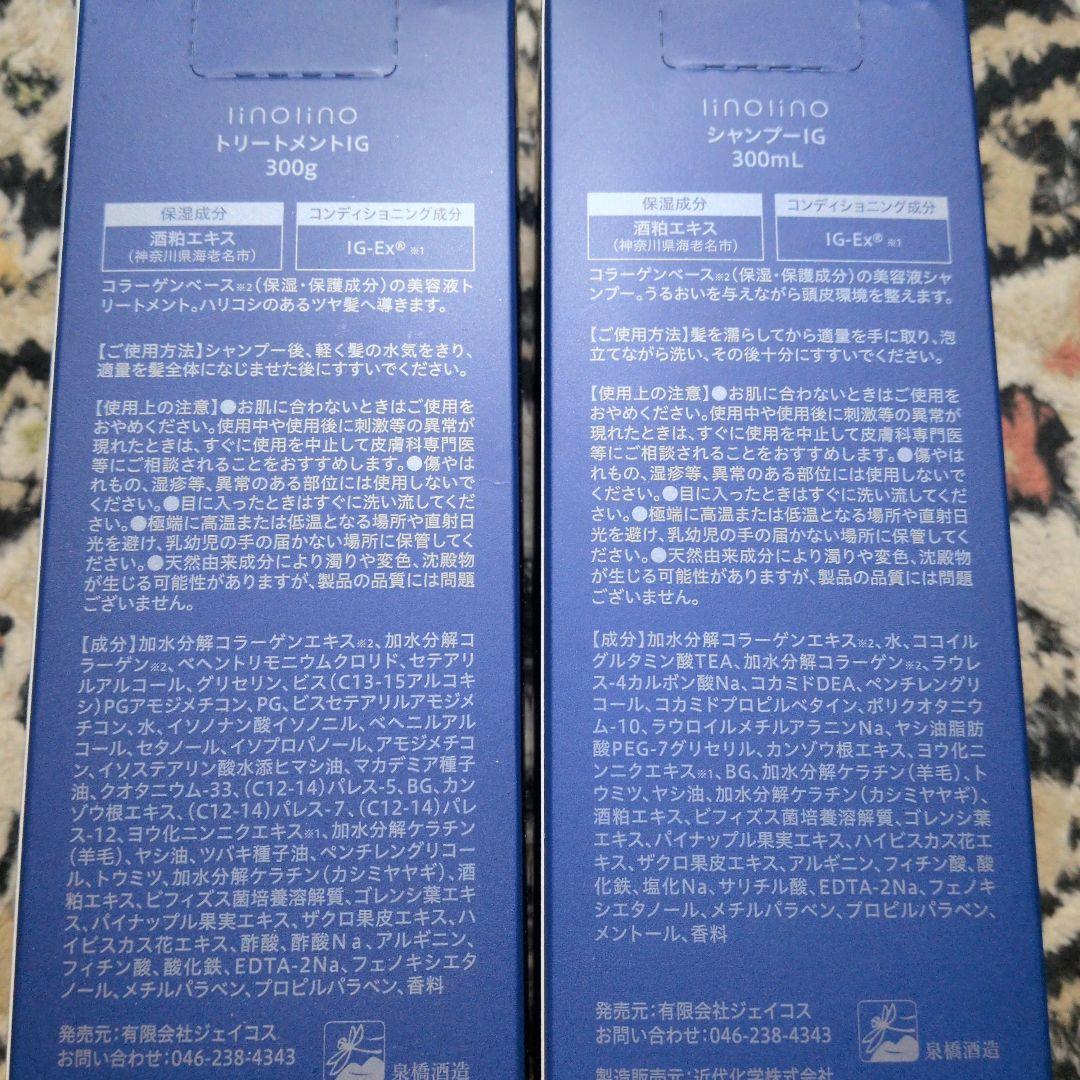 linolino
トリートメントIG
300g
保湿成分
酒粕エキス
(神奈川県海老名市)
コンディショニング成分
IG-Ex® ※1
コラーゲンベース※2(保湿・保護成分)の美容液ト
リートメント。ハリコシのあるツヤ髪へ導きます。
【ご使用方法】シャンプー後、軽く髪の水気をきり、
適量を髪全体になじませた後にすすいでください。
【使用上の注意】●お肌に合わないときはご使用を
おやめください。使用中や使用後に刺激等の異常が
現れたときは、すぐに使用を中止して皮膚科専門医
等にご相談されることをおすすめします。●傷やは
れもの、湿疹等、異常のある部位には使用しないで
ください。●目に入ったときはすぐに洗い流してくだ
さい。●極端に高温または低温となる場所や直射日
光を避け、乳幼児の手の届かない場所に保管してく
ださい。●天然由来成分により濁りや変色、沈殿物
が生じる可能性がありますが、製品の品質には問題
ございません。
【成分】加水分解コラーゲンエキス※2、加水分解コ
ラーゲン※2、ベヘントリモニウムクロリド、セテアリ
ルアルコール、グリセリン、ビス(C13-15アルコキ
シ)PGアモジメチコン、PG、ビスセテアリルアモジメ
チコン、水、イソノナン酸イソノニル、ベヘニルアル
コール、セタノール、イソプロパノール、アモジメチコ
ン、イソステアリン酸水添ヒマシ油、マカデミア種子
油、クオタニウム-33、(C12-14)パレス-5、BG、カン
ゾウ根エキス、(C12-14)パレス-7、(C12-14)パレ
ス-12、ヨウ化ニンニクエキス※1、加水分解ケラチン
(羊毛)、ヤシ油、ツバキ種子油、ペンチレングリコー
ル、トウミツ、加水分解ケラチン(カシミヤヤギ)、酒
粕エキス、ビフィズス菌培養溶解質、ゴレンシ葉エキ
ス、パイナップル果実エキス、ザクロ果皮エキス、ハ
イビスカス花エキス、酢酸、酢酸Na、アルギニン、
フィチン酸、酸化鉄、EDTA-2Na、フェノキシエタ
ノール、メチルパラベン、プロピルパラベン、香料
発売元:有限会社ジェイコス
お問い合わせ:046-238-4343
泉橋酒造
linolino
シャンプーIG
300mL
保湿成分
酒粕エキス
(神奈川県海老名市)
コンディショニング成分
IG-Ex® ※1
コラーゲンベース※2(保湿・保護成分)の美容液シャ
ンプー。うるおいを与えながら頭皮環境を整えます。
【ご使用方法】髪を濡らしてから適量を手に取り、泡
立てながら洗い、その後十分にすすいでください。
【使用上の注意】●お肌に合わないときはご使用を
おやめください。使用中や使用後に刺激等の異常が
現れたときは、すぐに使用を中止して皮膚科専門医
等にご相談されることをおすすめします。●傷やは
れもの、湿疹等、異常のある部位には使用しないで
ください。●目に入ったときはすぐに洗い流してくだ
さい。●極端に高温または低温となる場所や直射日
光を避け、乳幼児の手の届かない場所に保管してく
ださい。●天然由来成分により濁りや変色、沈殿物
が生じる可能性がありますが、製品の品質には問題
ございません。
【成分】加水分解コラーゲンエキス※2、水、ココイル
グルタミン酸TEA、加水分解コラーゲン※2、ラウレ
ス-4カルボン酸Na、コカミドDEA、ペンチレングリ
コール、コカミドプロピルベタイン、ポリクオタニウ
ム-10、ラウロイルメチルアラニンNa、ヤシ油脂肪
酸PEG-7グリセリル、カンゾウ根エキス、ヨウ化ニ
ンニクエキス※1、BG、加水分解ケラチン(羊毛)、ト
ウミツ、ヤシ油、加水分解ケラチン(カシミヤヤギ)、
酒粕エキス、ビフィズス菌培養溶解質、ゴレンシ葉
エキス、パイナップル果実エキス、ハイビスカス花エ
キス、ザクロ果皮エキス、アルギニン、フィチン酸、酸
化鉄、塩化Na、サリチル酸、EDTA-2Na、フェノキ
シエタノール、メチルパラベン、プロピルパラベン、
メントール、香料
発売元:有限会社ジェイコス
お問い合わせ:046-238-4343
製造販売元:近代化学株式会社
泉橋酒造